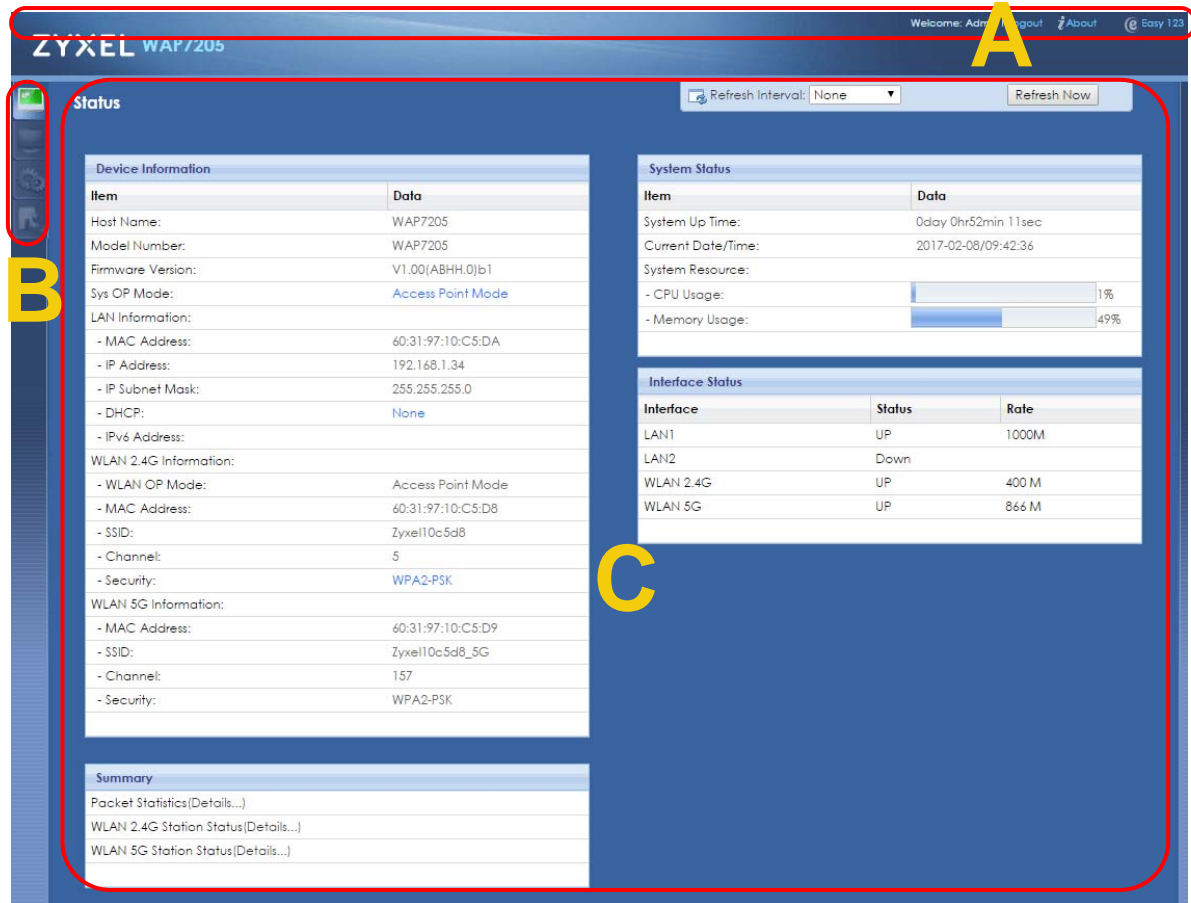 Welcome: Adm ogout About Easy 123
A
ZYXEL WAP7205
Status
Refresh Interval: None Refresh Now
B
Device Information
Item Data
Host Name: WAP7205
Model Number: WAP7205
Firmware Version: V1.00(ABHH.0)b1
Sys OP Mode: Access Point Mode
LAN Information:
- MAC Address: 60:31:97:10:C5:DA
- IP Address: 192.168.1.34
- IP Subnet Mask: 255.255.255.0
- DHCP: None
- IPv6 Address:
WLAN 2.4G Information:
- WLAN OP Mode: Access Point Mode
- MAC Address: 60:31:97:10:C5:D8
- SSID: Zyxel10c5d8
- Channel: 5
- Security: WPA2-PSK
WLAN 5G Information:
- MAC Address: 60:31:97:10:C5:D9
- SSID: Zyxel10c5d8_5G
- Channel: 157
- Security: WPA2-PSK
Summary
Packet Statistics(Details...)
WLAN 2.4G Station Status(Details...)
WLAN 5G Station Status(Details...)
C
System Status
Item Data
System Up Time: 0day 0hr52min 11sec
Current Date/Time: 2017-02-08/09:42:36
System Resource:
- CPU Usage: 1%
- Memory Usage: 49%
Interface Status
Interface Status Rate
LAN1 UP 1000M
LAN2 Down
WLAN 2.4G UP 400 M
WLAN 5G UP 866 M